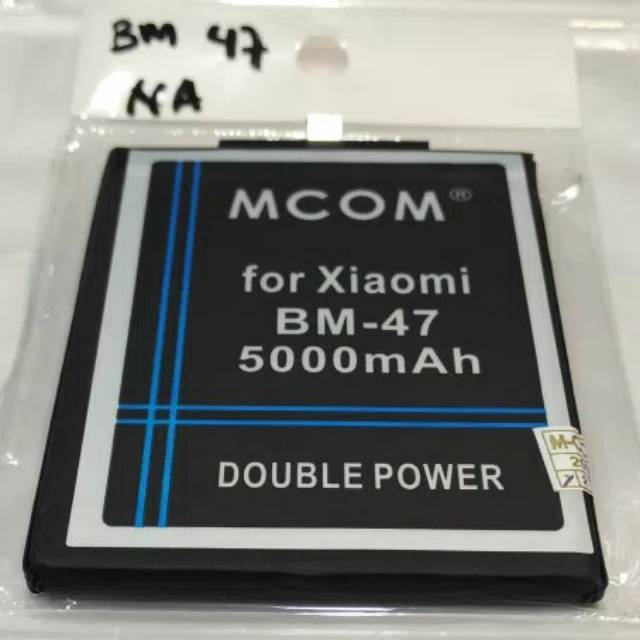 BM 47
NA
MCOM®
for Xiaomi
BM-47
5000mAh
DOUBLE POWER